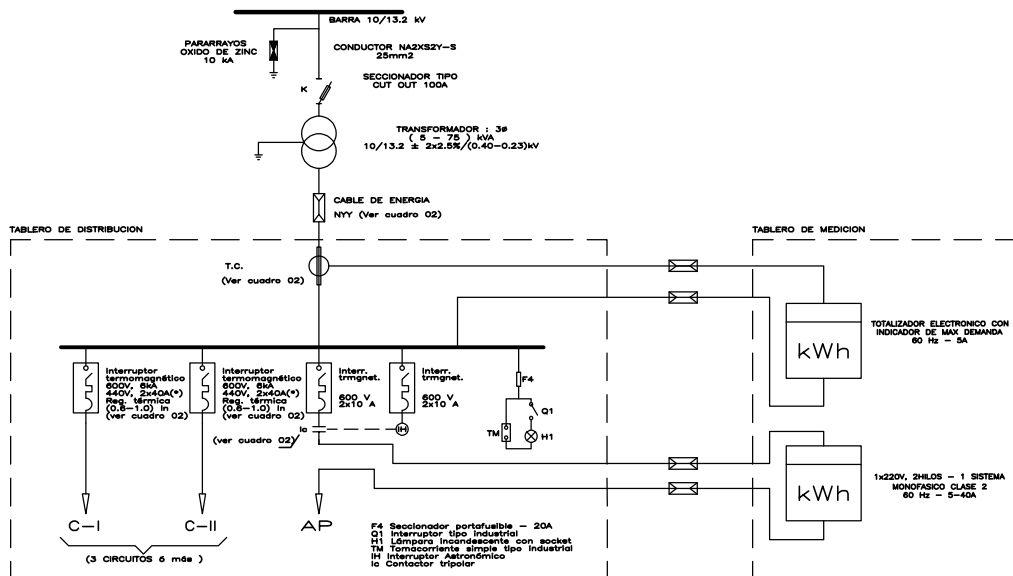 BARRA 10/13.2 kV
PARARRAYOS
OXIDO DE ZINC
10 kA
CONDUCTOR NA2XS2Y-S
25mm2
SECCIONADOR TIPO
CUT OUT 100A
K
TRANSFORMADOR : 3ø
( 5 - 75 ) kVA
10/13.2 ± 2x2.5%/(0.40-0.23)kV
CABLE DE ENERGIA
NYY (Ver cuadro 02)
TABLERO DE DISTRIBUCION
TABLERO DE MEDICION
T.C.
(Ver cuadro 02)
kWh
TOTALIZADOR ELECTRONICO CON
INDICADOR DE MAX DEMANDA
60 Hz - 5A
Interruptor
termomagnético
600V, 6kA
440V, 2x40A(*)
Reg. térmica
(0.8-1.0) In
(ver cuadro 02)
Interruptor
termomagnético
600V, 6kA
440V, 2x40A(*)
Reg. térmica
(0.8-1.0) In
(ver cuadro 02)
Interr.
trmgnet.
600 V
2x10 A
Interr.
trmgnet.
600 V
2x10 A
F4
Q1
TM
H1
Ic
(ver cuadro 02)
IH
kWh
1x220V, 2HILOS - 1 SISTEMA
MONOFASICO CLASE 2
60 Hz - 5-40A
C-I
C-II
AP
(3 CIRCUITOS ó más )
F4 Seccionador portafusible - 20A
Q1 Interruptor tipo industrial
H1 Lámpara incandescente con socket
TM Tomacorriente simple tipo industrial
IH Interruptor Astronómico
Ic Contactor tripolar